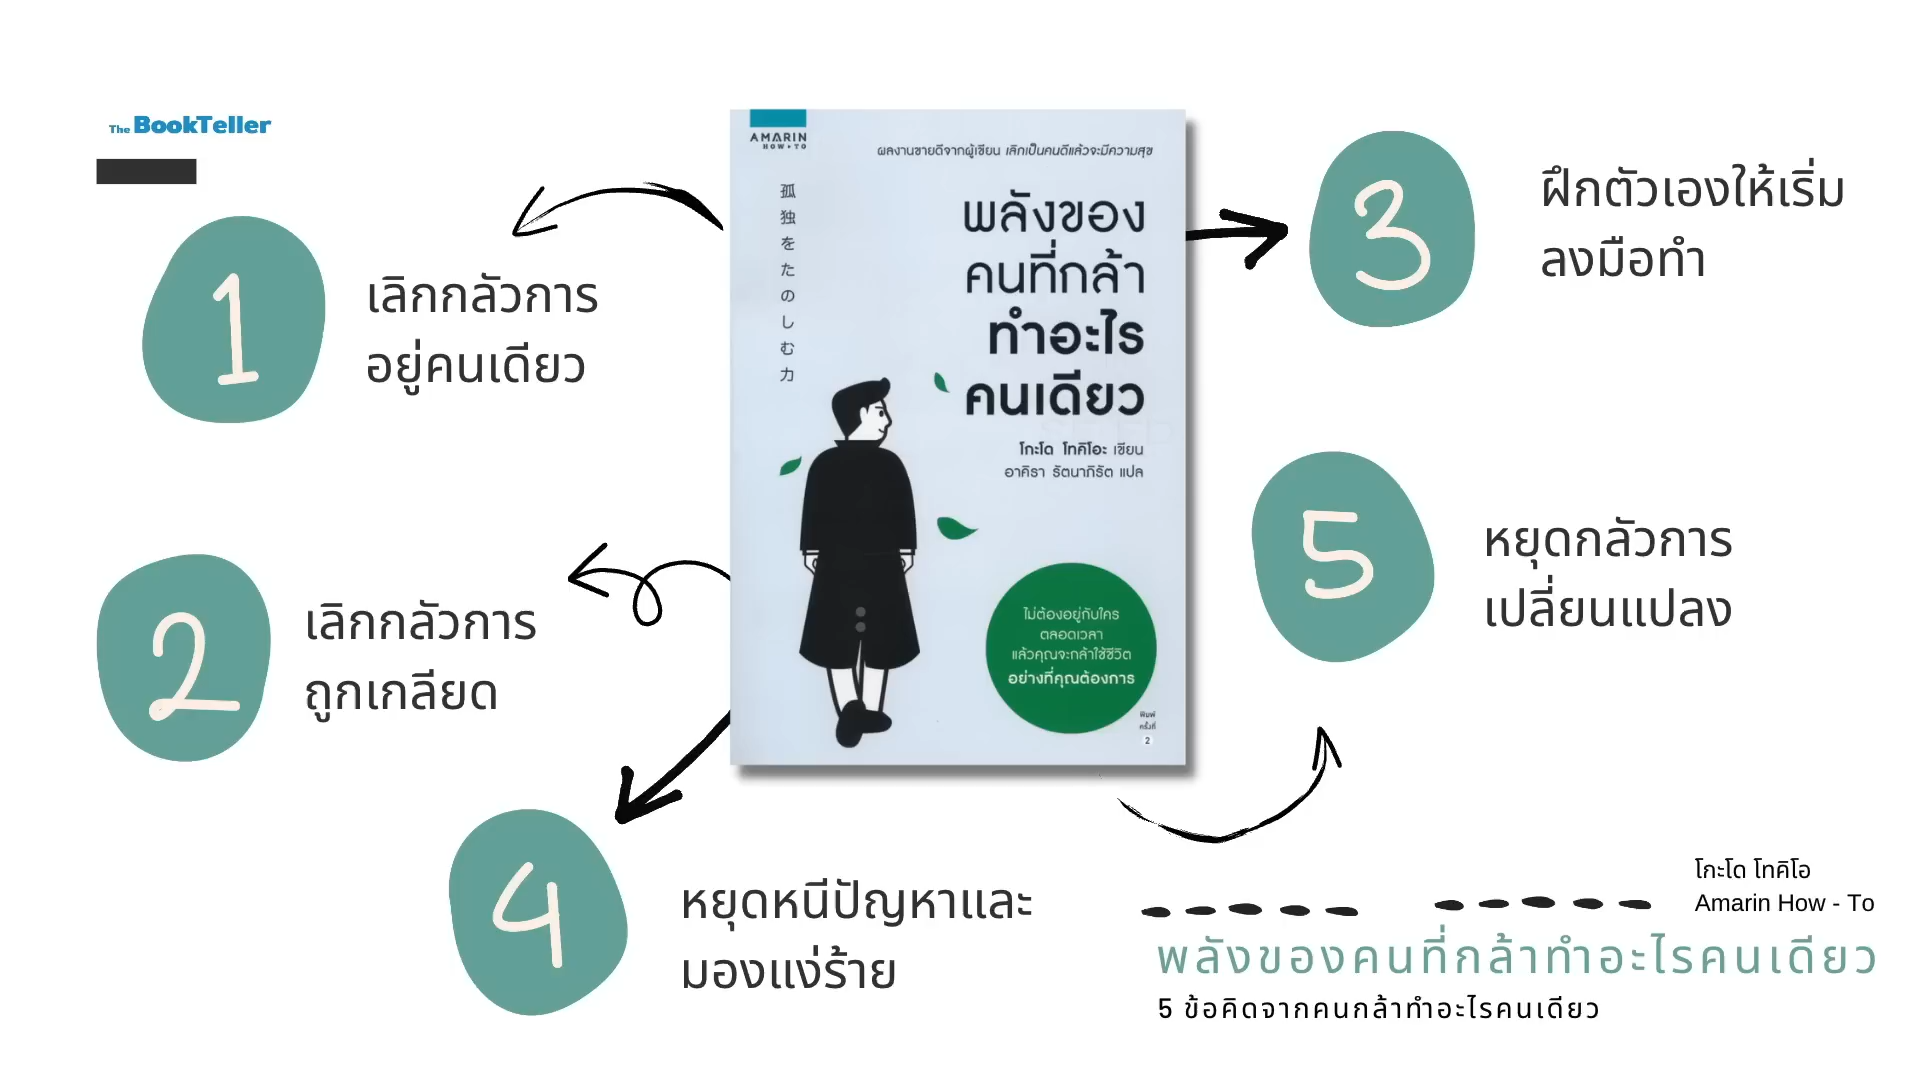 The BookTeller
1
เลิกกลัวการ
อยู่คนเดียว
2
เลิกกลัวการ
ถูกเกลียด
AMARIN
HOW•TO
ผลงานขายดีจากผู้เขียน เลิกเป็นคนดีแล้วจะมีความสุข
孤独をたのしむ力
พลังของ
คนที่กล้า
ทำอะไร
คนเดียว
โกะโด โทคิโอะ เขียน
อาคิรา รัตนาภิรัต แปล
ไม่ต้องอยู่กับใคร
ตลอดเวลา
แล้วคุณจะกล้าใช้ชีวิต
อย่างที่คุณต้องการ
พิมพ์
ครั้งที่
2
3
ฝึกตัวเองให้เริ่ม
ลงมือทำ
4
หยุดหนีปัญหาและ
มองแง่ร้าย
5
หยุดกลัวการ
เปลี่ยนแปลง
โกะโด โทคิโอ
Amarin How - To
พลังของคนที่กล้าทำอะไรคนเดียว
5 ข้อคิดจากคนกล้าทำอะไรคนเดียว